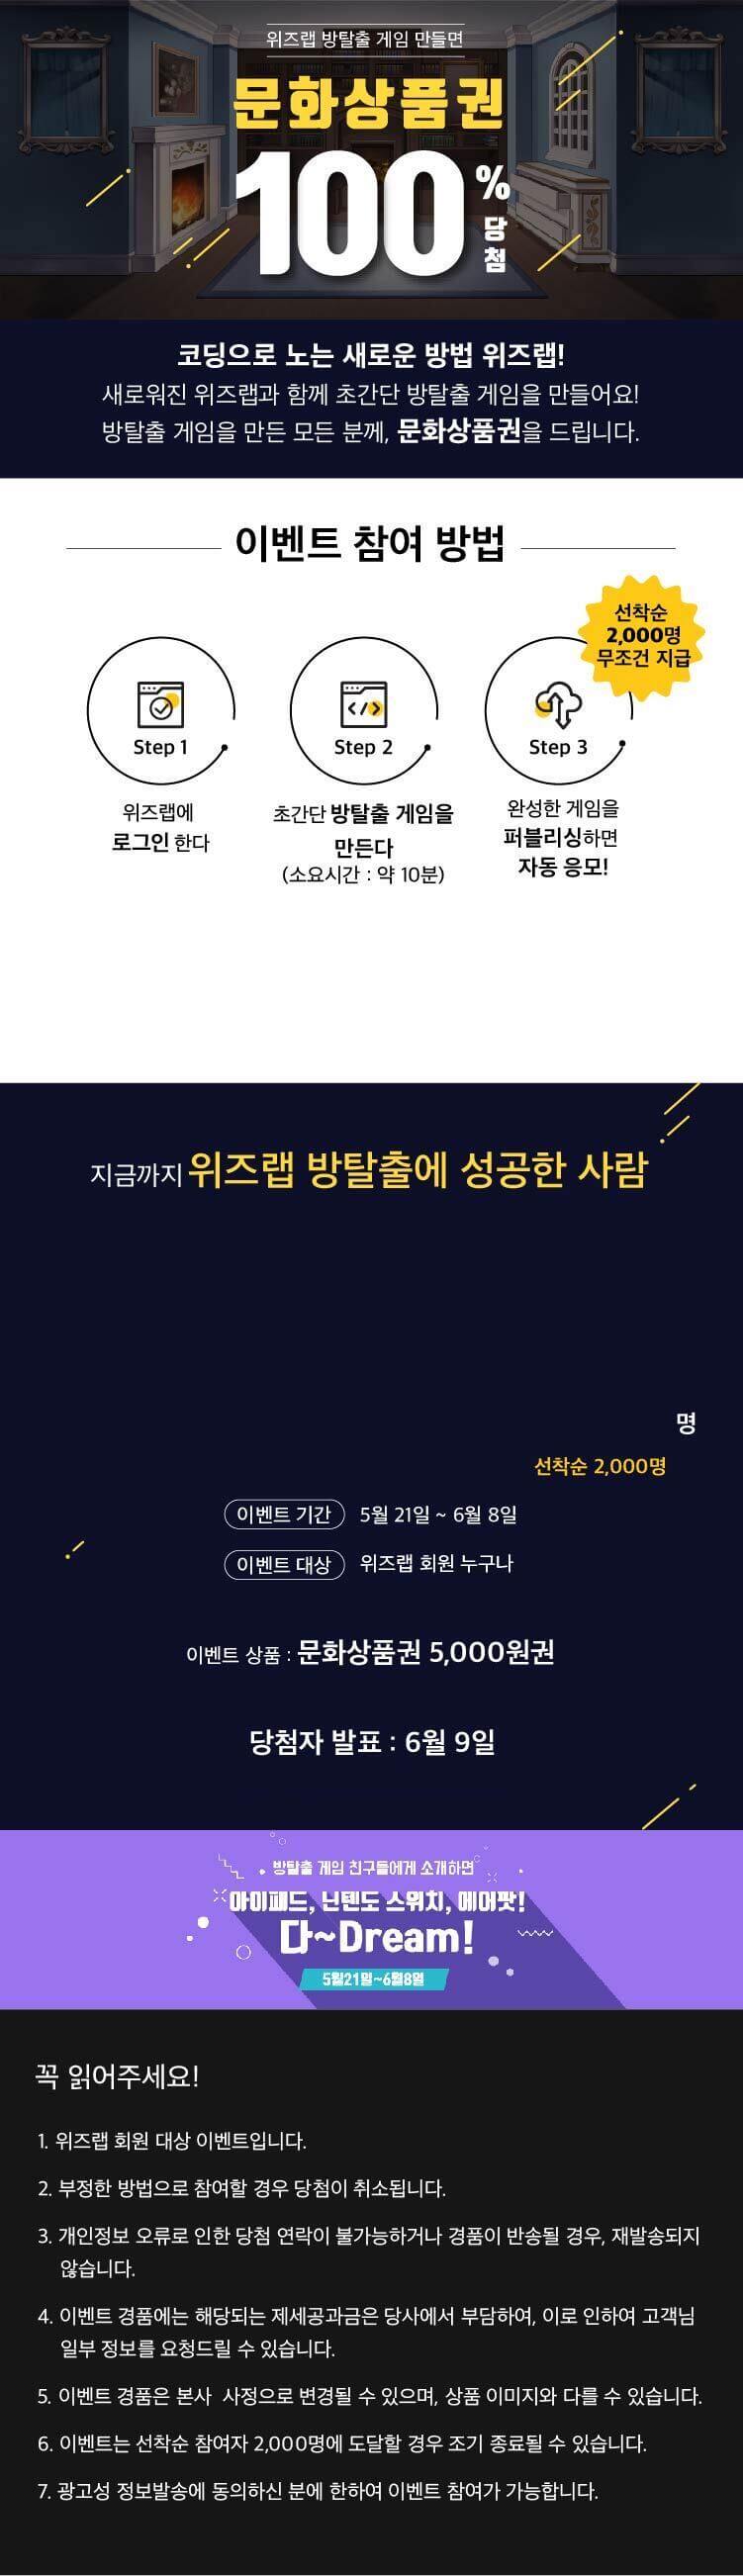 위즈랩 방탈출 게임 만들면
문화상품권
100%
당첨
코딩으로 노는 새로운 방법 위즈랩!
새로워진 위즈랩과 함께 초간단 방탈출 게임을 만들어요!
방탈출 게임을 만든 모든 분께, 문화상품권을 드립니다.
이벤트 참여 방법
선착순
2,000명
무조건 지급
Step 1
위즈랩에
로그인 한다
Step 2
초간단 방탈출 게임을
만든다
(소요시간 : 약 10분)
Step 3
완성한 게임을
퍼블리싱하면
자동 응모!
지금까지 위즈랩 방탈출에 성공한 사람
명
선착순 2,000명
이벤트 기간 5월 21일 ~ 6월 8일
이벤트 대상 위즈랩 회원 누구나
이벤트 상품 : 문화상품권 5,000원권
당첨자 발표 : 6월 9일
방탈출 게임 친구들에게 소개하면
아이패드, 닌텐도 스위치, 에어팟!
다~Dream!
5월21일~6월8일
꼭 읽어주세요!
1. 위즈랩 회원 대상 이벤트입니다.
2. 부정한 방법으로 참여할 경우 당첨이 취소됩니다.
3. 개인정보 오류로 인한 당첨 연락이 불가능하거나 경품이 반송될 경우, 재발송되지
않습니다.
4. 이벤트 경품에는 해당되는 제세공과금은 당사에서 부담하여, 이로 인하여 고객님
일부 정보를 요청드릴 수 있습니다.
5. 이벤트 경품은 본사 사정으로 변경될 수 있으며, 상품 이미지와 다를 수 있습니다.
6. 이벤트는 선착순 참여자 2,000명에 도달할 경우 조기 종료될 수 있습니다.
7. 광고성 정보발송에 동의하신 분에 한하여 이벤트 참여가 가능합니다.